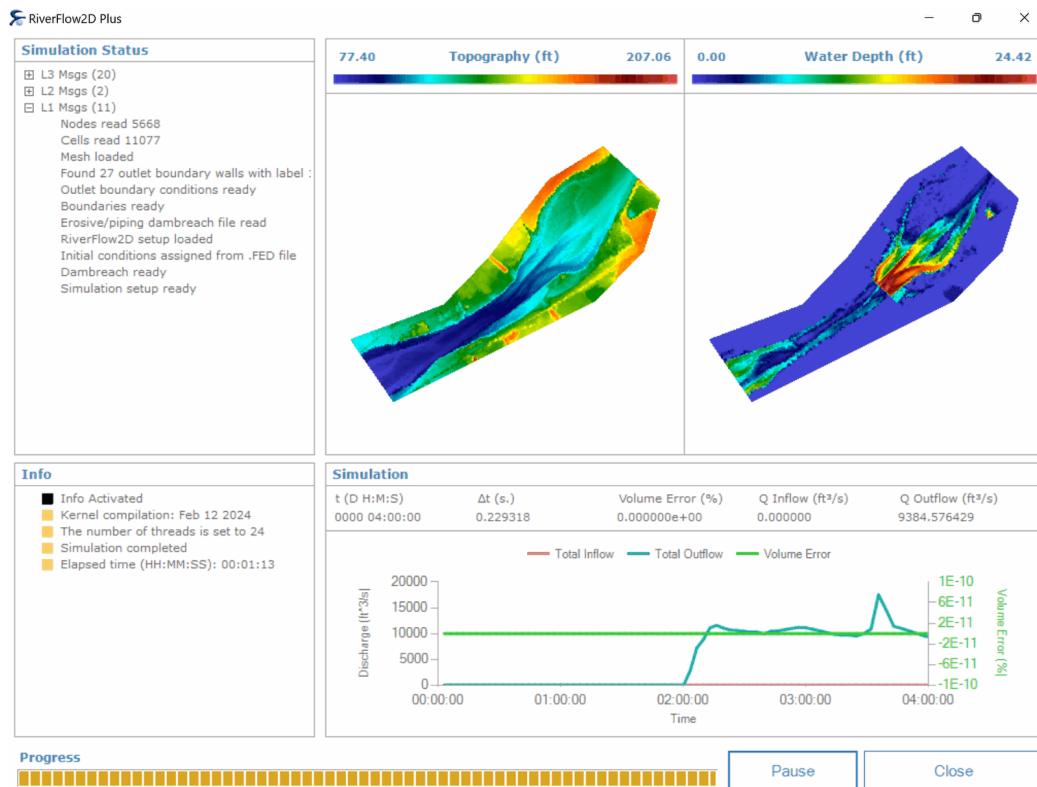 RiverFlow2D Plus
Simulation Status
L3 Msgs (20)
L2 Msgs (2)
L1 Msgs (11)
Nodes read 5668
Cells read 11077
Mesh loaded
Found 27 outlet boundary walls with label :
Outlet boundary conditions ready
Boundaries ready
Erosive/piping dambreach file read
RiverFlow2D setup loaded
Initial conditions assigned from .FED file
Dambreach ready
Simulation setup ready
77.40 Topography (ft) 207.06
0.00 Water Depth (ft) 24.42
Info
Info Activated
Kernel compilation: Feb 12 2024
The number of threads is set to 24
Simulation completed
Elapsed time (HH:MM:SS): 00:01:13
Simulation
t (D H:M:S) Δt (s.) Volume Error (%) Q Inflow (ft³/s) Q Outflow (ft³/s)
0000 04:00:00 0.229318 0.000000e+00 0.000000 9384.576429
Total Inflow Total Outflow Volume Error
Discharge [ft^3/s]
20000
15000
10000
5000
0
1E-10
6E-11
2E-11
-2E-11
-6E-11
-1E-10
Volume Error [%]
00:00:00 01:00:00 02:00:00 03:00:00 04:00:00
Time
Progress
Pause Close